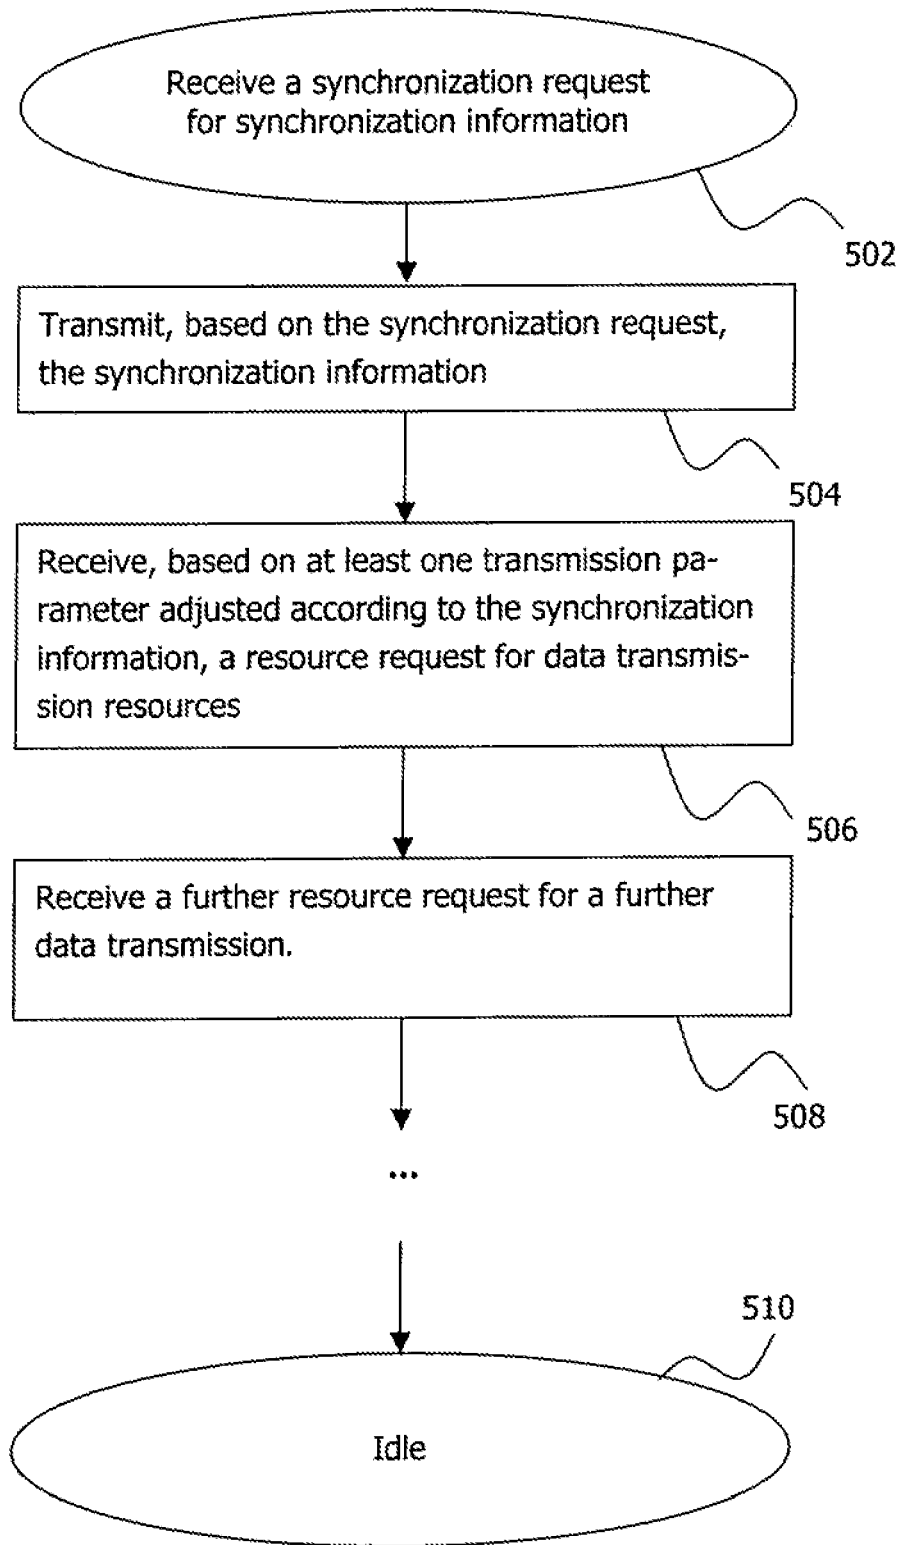 Receive a synchronization request
for synchronization information
502
Transmit, based on the synchronization request,
the synchronization information
504
Receive, based on at least one transmission pa-
rameter adjusted according to the synchronization
information, a resource request for data transmis-
sion resources
506
Receive a further resource request for a further
data transmission.
508
...
510
Idle